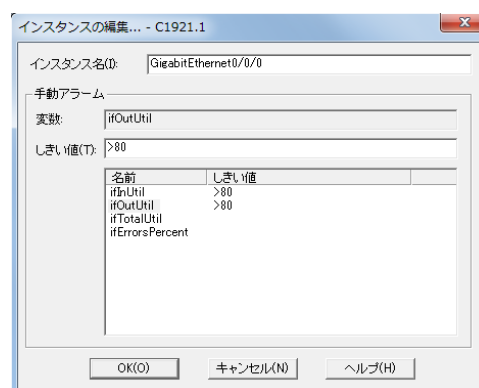 インスタンスの編集... - C1921.1
インスタンス名(I): GigabitEthernet0/0/0
手動アラーム
変数: ifOutUtil
しきい値(T): >80
名前 しきい値
ifInUtil >80
ifOutUtil >80
ifTotalUtil
ifErrorsPercent
OK(O) キャンセル(N) ヘルプ(H)